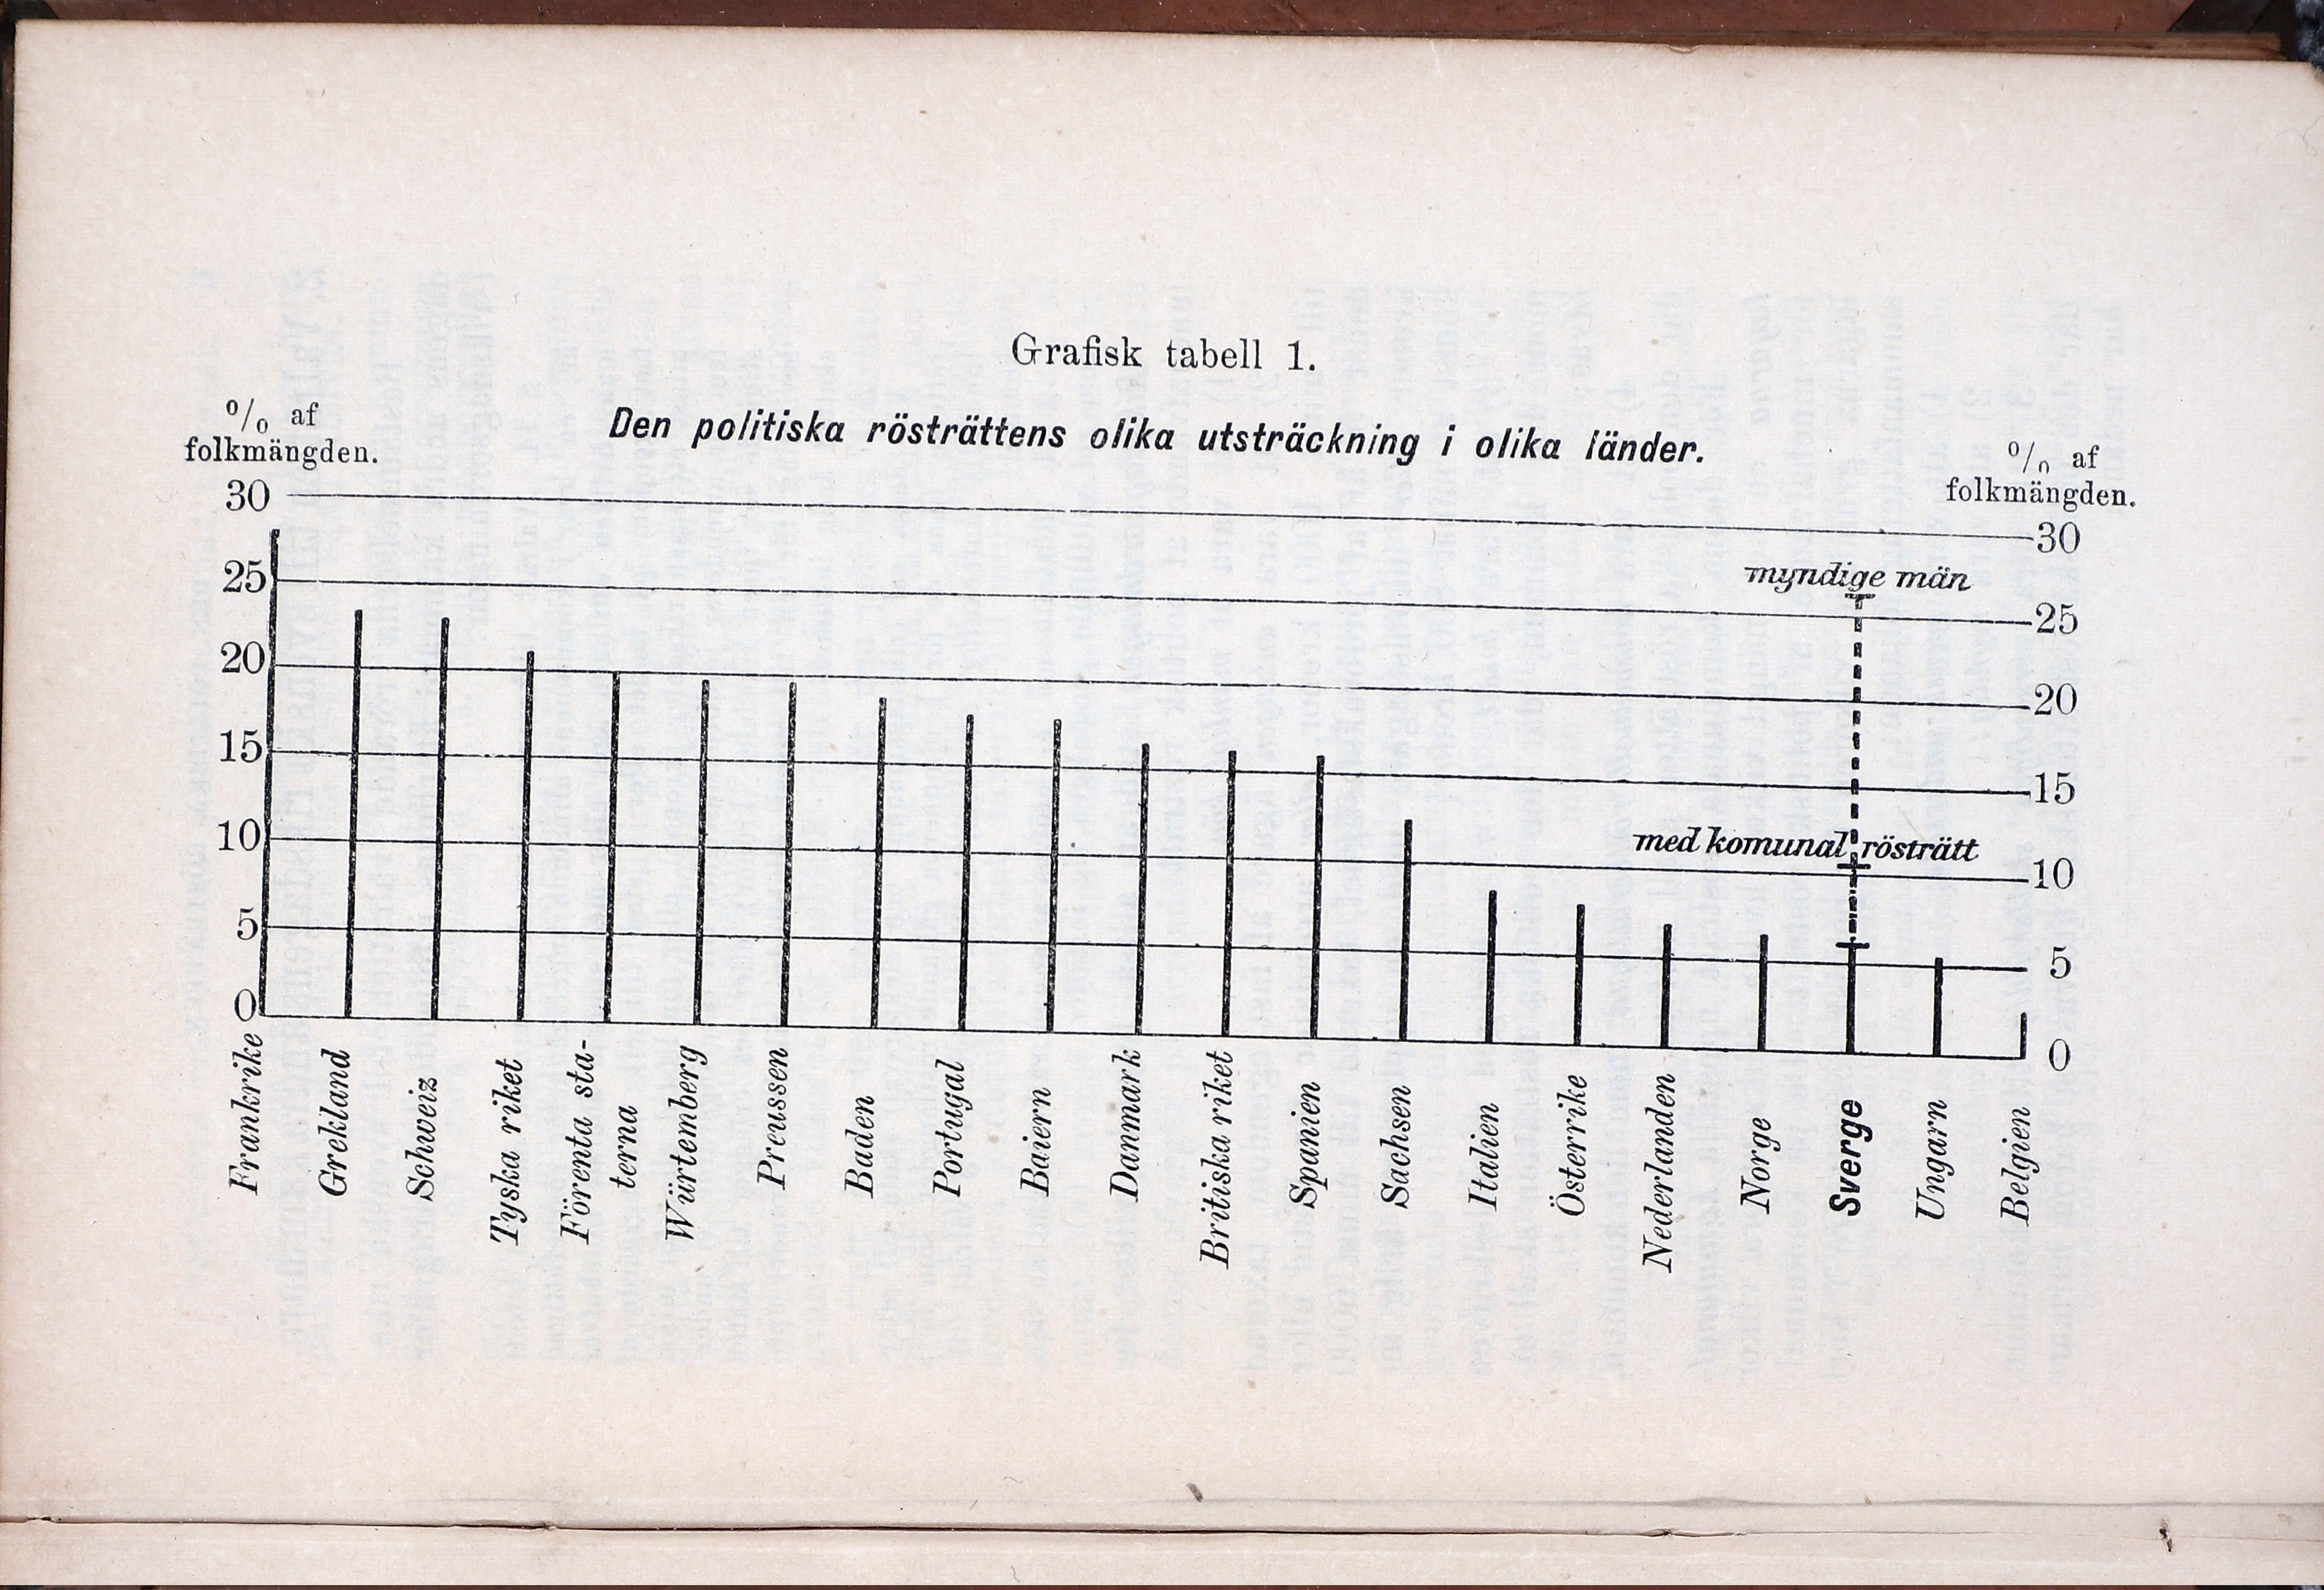 Grafisk tabell 1.
Den politiska rösträttens olika utsträckning i olika länder.
% af
folkmängden.
% af
folkmängden.
30
25
20
15
10
5
0
30
25
20
15
10
5
0
myndige män
med komunal rösträtt
Frankrike
Grekland
Schweiz
Tyska riket
Förenta sta-
terna
Würtemberg
Preussen
Baden
Portugal
Baiern
Danmark
Britiska riket
Spanien
Sachsen
Italien
Österrike
Nederlanden
Norge
Sverge
Ungarn
Belgien